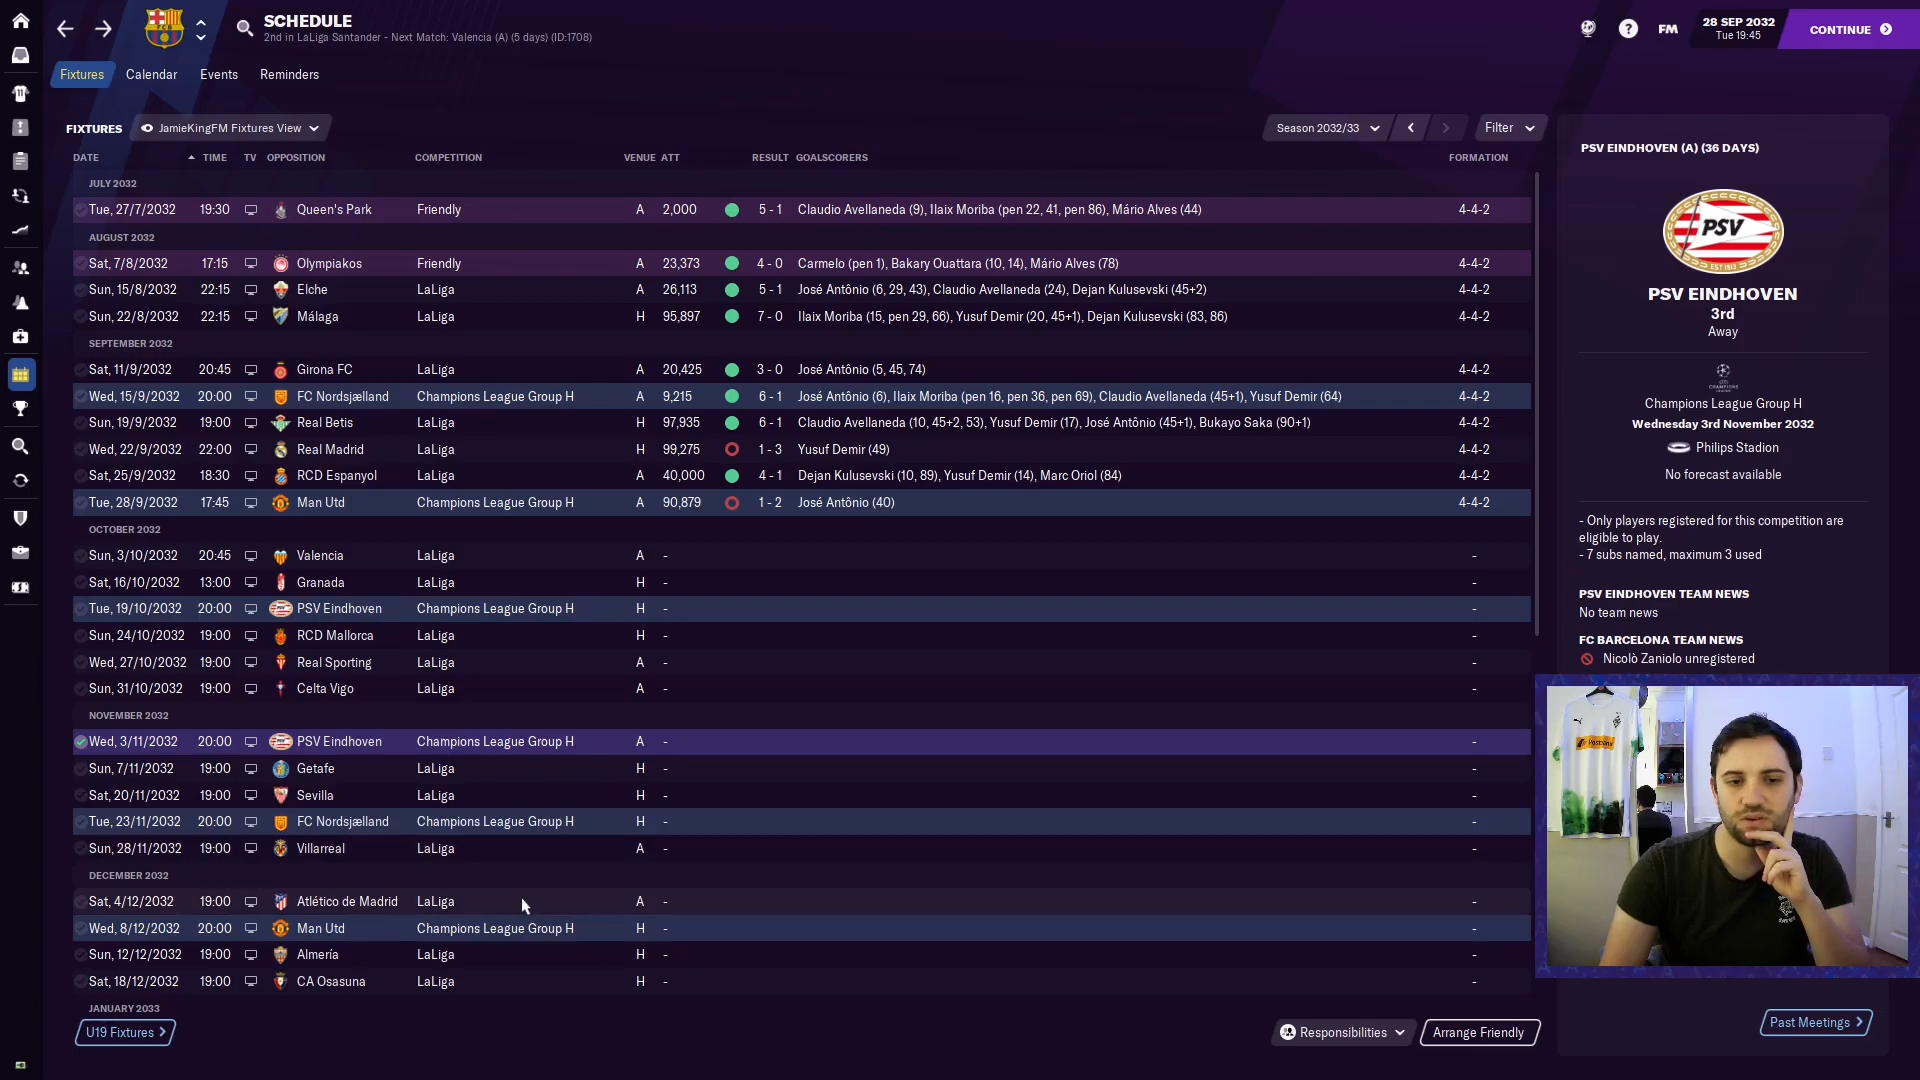 SCHEDULE
2nd in LaLiga Santander - Next Match: Valencia (A) (5 days) (ID:1708)
FM
28 SEP 2032
Tue 19:45
CONTINUE
Fixtures Calendar Events Reminders
FIXTURES JamieKingFM Fixtures View Season 2032/33 Filter
DATE TIME TV OPPOSITION COMPETITION VENUE ATT RESULT GOALSCORERS FORMATION
JULY 2032
Tue, 27/7/2032 19:30 Queen's Park Friendly A 2,000 5 - 1 Claudio Avellaneda (9), Ilaix Moriba (pen 22, 41, pen 86), Mário Alves (44) 4-4-2
AUGUST 2032
Sat, 7/8/2032 17:15 Olympiakos Friendly A 23,373 4 - 0 Carmelo (pen 1), Bakary Ouattara (10, 14), Mário Alves (78) 4-4-2
Sun, 15/8/2032 22:15 Elche LaLiga A 26,113 5 - 1 José Antônio (6, 29, 43), Claudio Avellaneda (24), Dejan Kulusevski (45+2) 4-4-2
Sun, 22/8/2032 22:15 Málaga LaLiga H 95,897 7 - 0 Ilaix Moriba (15, pen 29, 66), Yusuf Demir (20, 45+1), Dejan Kulusevski (83, 86) 4-4-2
SEPTEMBER 2032
Sat, 11/9/2032 20:45 Girona FC LaLiga A 20,425 3 - 0 José Antônio (5, 45, 74) 4-4-2
Wed, 15/9/2032 20:00 FC Nordsjælland Champions League Group H A 9,215 6 - 1 José Antônio (6), Ilaix Moriba (pen 16, pen 36, pen 69), Claudio Avellaneda (45+1), Yusuf Demir (64) 4-4-2
Sun, 19/9/2032 19:00 Real Betis LaLiga H 97,935 6 - 1 Claudio Avellaneda (10, 45+2, 53), Yusuf Demir (17), José Antônio (45+1), Bukayo Saka (90+1) 4-4-2
Wed, 22/9/2032 22:00 Real Madrid LaLiga H 99,275 1 - 3 Yusuf Demir (49) 4-4-2
Sat, 25/9/2032 18:30 RCD Espanyol LaLiga A 40,000 4 - 1 Dejan Kulusevski (10, 89), Yusuf Demir (14), Marc Oriol (84) 4-4-2
Tue, 28/9/2032 17:45 Man Utd Champions League Group H A 90,879 1 - 2 José Antônio (40) 4-4-2
OCTOBER 2032
Sun, 3/10/2032 20:45 Valencia LaLiga A - -
Sat, 16/10/2032 13:00 Granada LaLiga H - -
Tue, 19/10/2032 20:00 PSV Eindhoven Champions League Group H H - -
Sun, 24/10/2032 19:00 RCD Mallorca LaLiga H - -
Wed, 27/10/2032 19:00 Real Sporting LaLiga A - -
Sun, 31/10/2032 19:00 Celta Vigo LaLiga A - -
NOVEMBER 2032
Wed, 3/11/2032 20:00 PSV Eindhoven Champions League Group H A - -
Sun, 7/11/2032 19:00 Getafe LaLiga H - -
Sat, 20/11/2032 19:00 Sevilla LaLiga H - -
Tue, 23/11/2032 20:00 FC Nordsjælland Champions League Group H H - -
Sun, 28/11/2032 19:00 Villarreal LaLiga A - -
DECEMBER 2032
Sat, 4/12/2032 19:00 Atlético de Madrid LaLiga A - -
Wed, 8/12/2032 20:00 Man Utd Champions League Group H H - -
Sun, 12/12/2032 19:00 Almería LaLiga H - -
Sat, 18/12/2032 19:00 CA Osasuna LaLiga H - -
JANUARY 2033
U19 Fixtures Responsibilities Arrange Friendly
PSV EINDHOVEN (A) (36 DAYS)
PSV
PSV EINDHOVEN
3rd
Away
Champions League Group H
Wednesday 3rd November 2032
Philips Stadion
No forecast available
- Only players registered for this competition are
eligible to play.
- 7 subs named, maximum 3 used
PSV EINDHOVEN TEAM NEWS
No team news
FC BARCELONA TEAM NEWS
Nicolò Zaniolo unregistered
Past Meetings